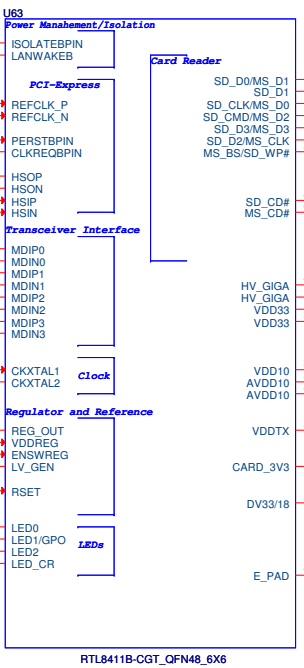 U63
Power Manahement/Isolation
ISOLATEBPIN
LANWAKEB
PCI-Express
REFCLK_P
REFCLK_N
PERSTBPIN
CLKREQBPIN
HSOP
HSON
HSIP
HSIN
Transceiver Interface
MDIP0
MDIN0
MDIP1
MDIN1
MDIP2
MDIN2
MDIP3
MDIN3
CKXTAL1
Clock
CKXTAL2
Regulator and Reference
REG_OUT
VDDREG
ENSWREG
LV_GEN
RSET
LED0
LED1/GPO
LEDs
LED2
LED_CR
Card Reader
SD_D0/MS_D1
SD_D1
SD_CLK/MS_D0
SD_CMD/MS_D2
SD_D3/MS_D3
SD_D2/MS_CLK
MS_BS/SD_WP#
SD_CD#
MS_CD#
HV_GIGA
HV_GIGA
VDD33
VDD33
VDD10
AVDD10
AVDD10
VDDTX
CARD_3V3
DV33/18
E_PAD
RTL8411B-CGT_QFN48_6X6